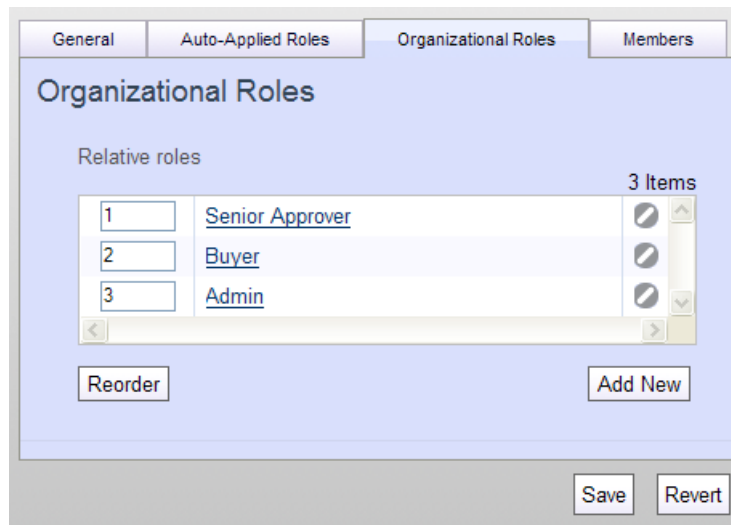 General Auto-Applied Roles Organizational Roles Members
Organizational Roles
Relative roles
3 Items
1 Senior Approver
2 Buyer
3 Admin
Reorder Add New
Save Revert